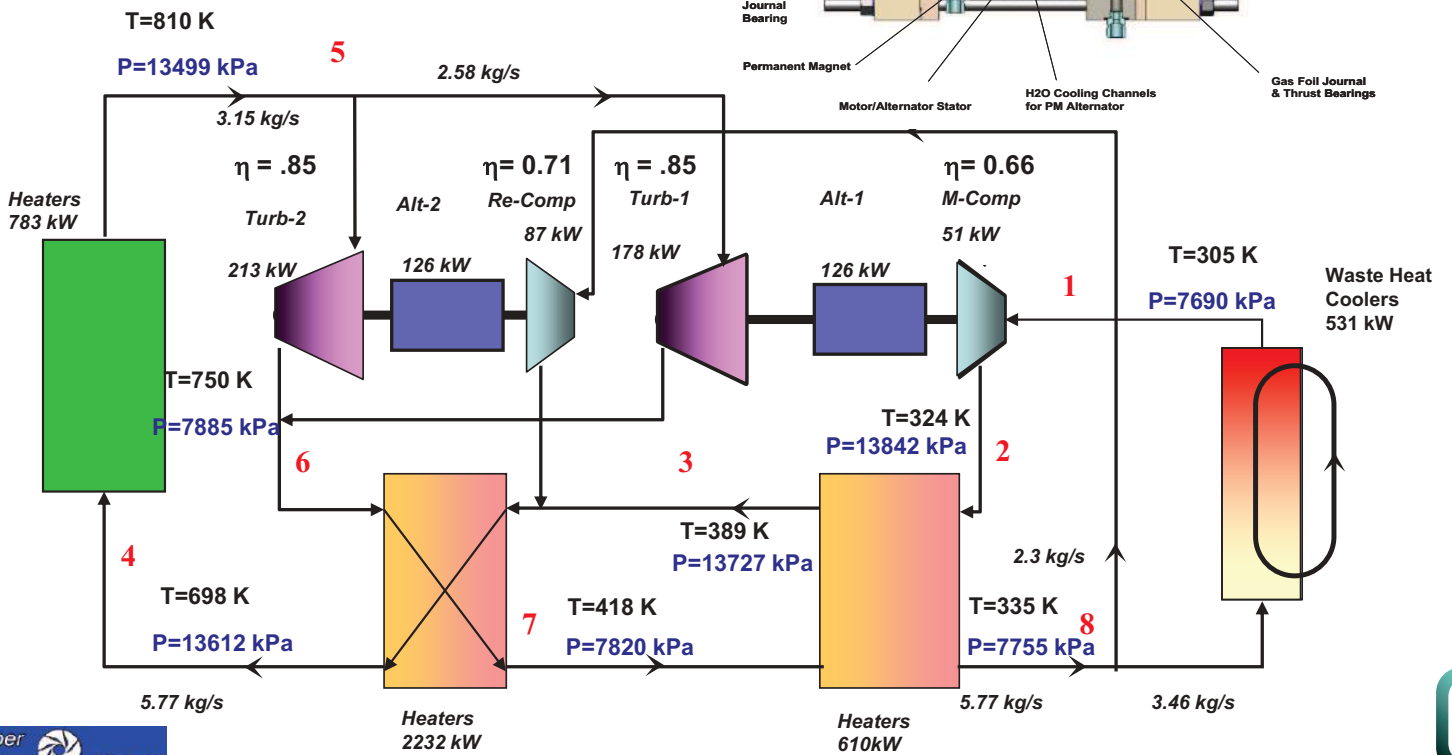 Journal
Bearing
Permanent Magnet
Motor/Alternator Stator
H2O Cooling Channels
for PM Alternator
Gas Foil Journal
& Thrust Bearings
T=810 K
P=13499 kPa
5
2.58 kg/s
3.15 kg/s
η = .85
η= 0.71
η = .85
η= 0.66
Heaters
783 kW
Turb-2
Alt-2
Re-Comp
Turb-1
Alt-1
M-Comp
87 kW
178 kW
51 kW
213 kW
126 kW
126 kW
T=305 K
1
P=7690 kPa
Waste Heat
Coolers
531 kW
T=750 K
P=7885 kPa
T=324 K
P=13842 kPa
2
6
3
T=389 K
P=13727 kPa
4
2.3 kg/s
T=698 K
P=13612 kPa
7
T=418 K
P=7820 kPa
T=335 K
8
P=7755 kPa
5.77 kg/s
5.77 kg/s
3.46 kg/s
Heaters
2232 kW
Heaters
610kW